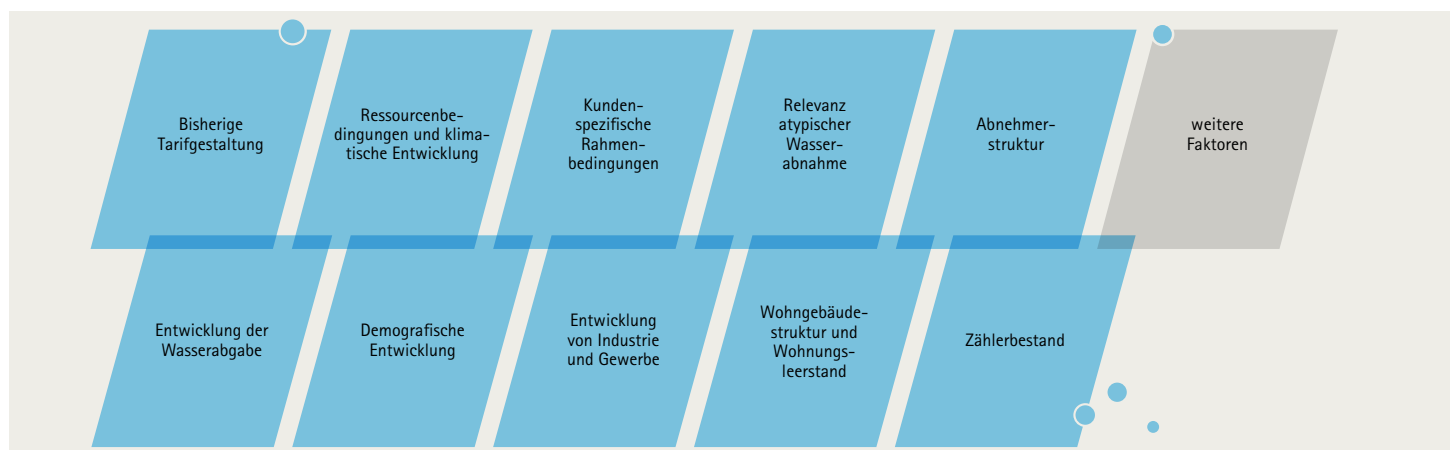 Bisherige
Tarifgestaltung
Ressourcenbe-
dingungen und klima-
tische Entwicklung
Kunden-
spezifische
Rahmen-
bedingungen
Relevanz
atypischer
Wasser-
abnahme
Abnehmer-
struktur
weitere
Faktoren
Entwicklung der
Wasserabgabe
Demografische
Entwicklung
Entwicklung
von Industrie
und Gewerbe
Wohngebäude-
struktur und
Wohnungs-
leerstand
Zählerbestand